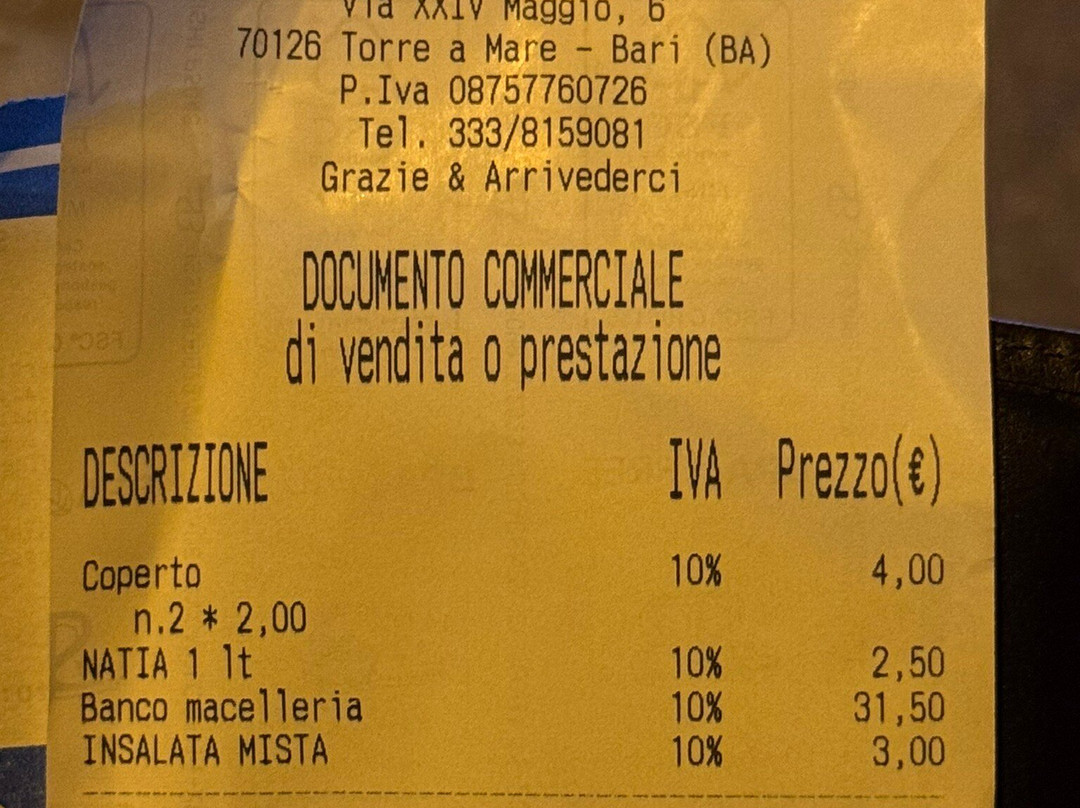 Via XXIV Maggio, 6
70126 Torre a Mare - Bari (BA)
P.Iva 08757760726
Tel. 333/8159081
Grazie & Arrivederci
DOCUMENTO COMMERCIALE
di vendita o prestazione
DESCRIZIONE IVA Prezzo(€)
Coperto 10% 4,00
n.2 * 2,00
NATIA 1 lt 10% 2,50
Banco macelleria 10% 31,50
INSALATA MISTA 10% 3,00